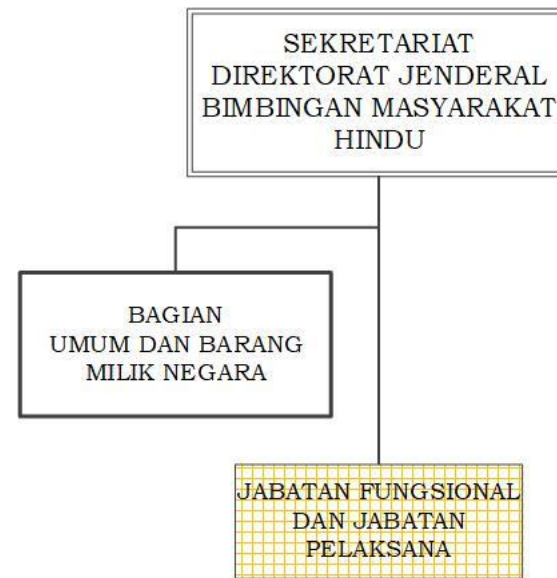 SEKRETARIAT
DIREKTORAT JENDERAL
BIMBINGAN MASYARAKAT
HINDU
BAGIAN
UMUM DAN BARANG
MILIK NEGARA
JABATAN FUNGSIONAL
DAN JABATAN
PELAKSANA